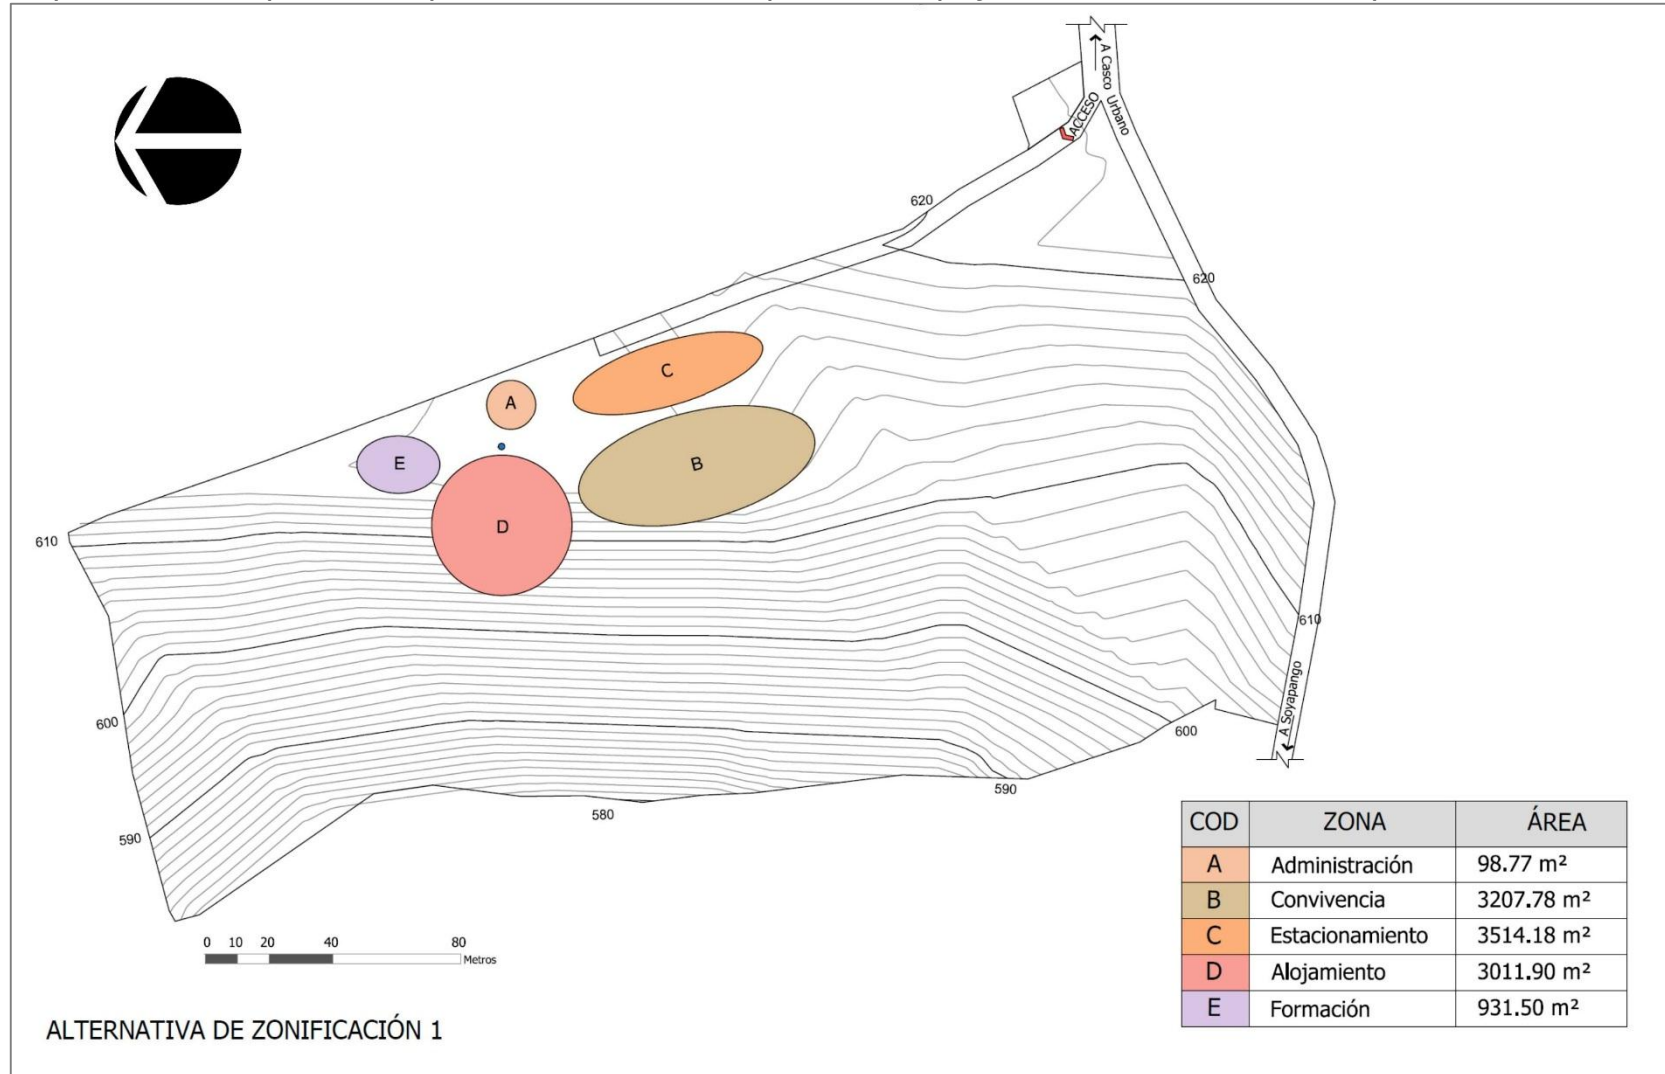 A Casco Urbano
ACCESO
620
620
C
A
B
E
D
610
610
A Soyapango
600
600
590
590
580
0 10 20 40 80
Metros
COD ZONA ÁREA
A Administración 98.77 m²
B Convivencia 3207.78 m²
C Estacionamiento 3514.18 m²
D Alojamiento 3011.90 m²
E Formación 931.50 m²
ALTERNATIVA DE ZONIFICACIÓN 1